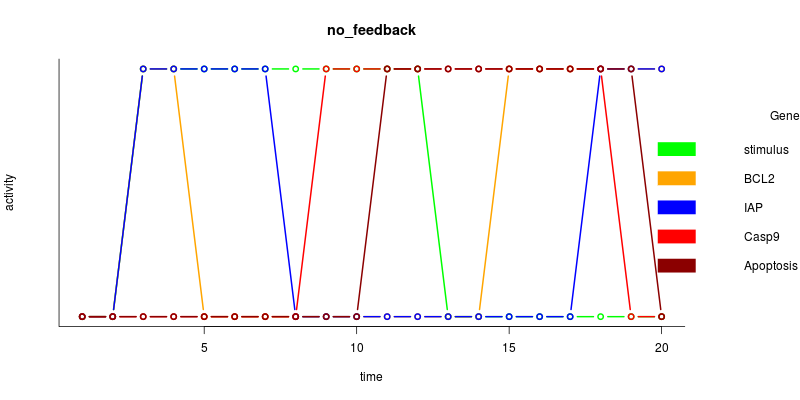 no_feedback
activity
5
10
15
20
time
Gene
stimulus
BCL2
IAP
Casp9
Apoptosis